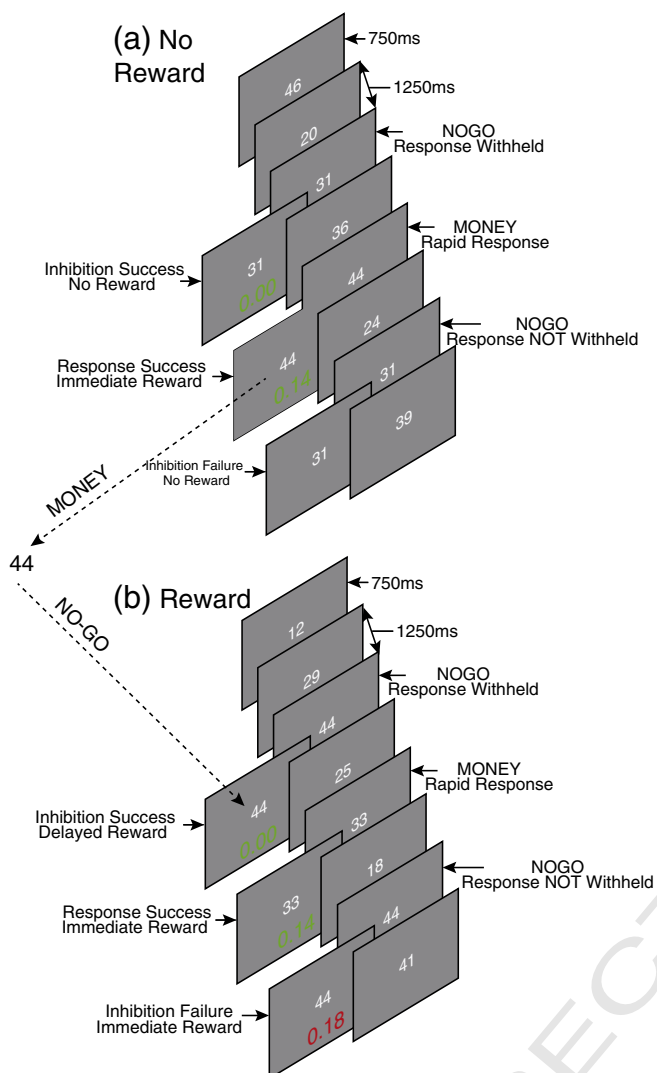 (a) No
Reward
750ms
46
1250ms
20
NOGO
Response Withheld
31
36
MONEY
Rapid Response
Inhibition Success
No Reward
31
0.00
44
24
NOGO
Response NOT Withheld
Response Success
Immediate Reward
44
0.14
31
39
Inhibition Failure
No Reward
31
MONEY
44
NO-GO
(b) Reward
750ms
12
1250ms
29
NOGO
Response Withheld
44
25
MONEY
Rapid Response
Inhibition Success
Delayed Reward
44
0.00
33
18
NOGO
Response NOT Withheld
Response Success
Immediate Reward
33
0.14
44
41
Inhibition Failure
Immediate Reward
44
0.18